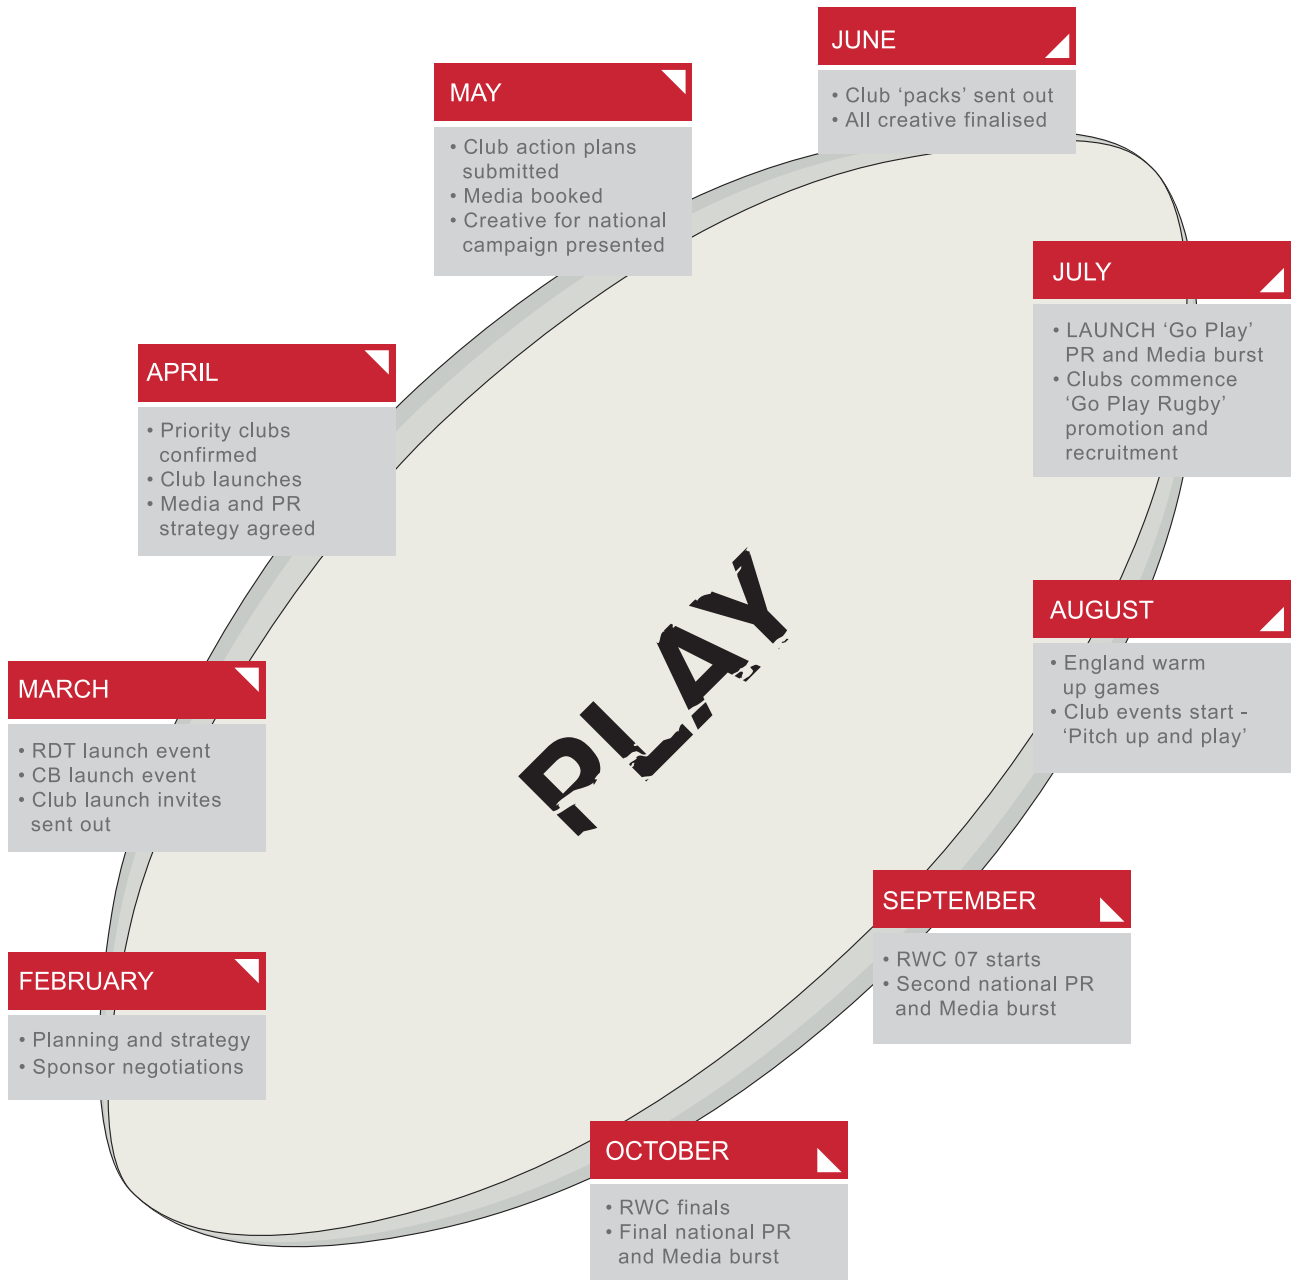 JUNE
• Club ‘packs’ sent out
• All creative finalised
MAY
• Club action plans
submitted
• Media booked
• Creative for national
campaign presented
JULY
• LAUNCH ‘Go Play’
PR and Media burst
• Clubs commence
‘Go Play Rugby’
promotion and
recruitment
APRIL
• Priority clubs
confirmed
• Club launches
• Media and PR
strategy agreed
PLAY
AUGUST
• England warm
up games
• Club events start -
‘Pitch up and play’
MARCH
• RDT launch event
• CB launch event
• Club launch invites
sent out
SEPTEMBER
• RWC 07 starts
• Second national PR
and Media burst
FEBRUARY
• Planning and strategy
• Sponsor negotiations
OCTOBER
• RWC finals
• Final national PR
and Media burst